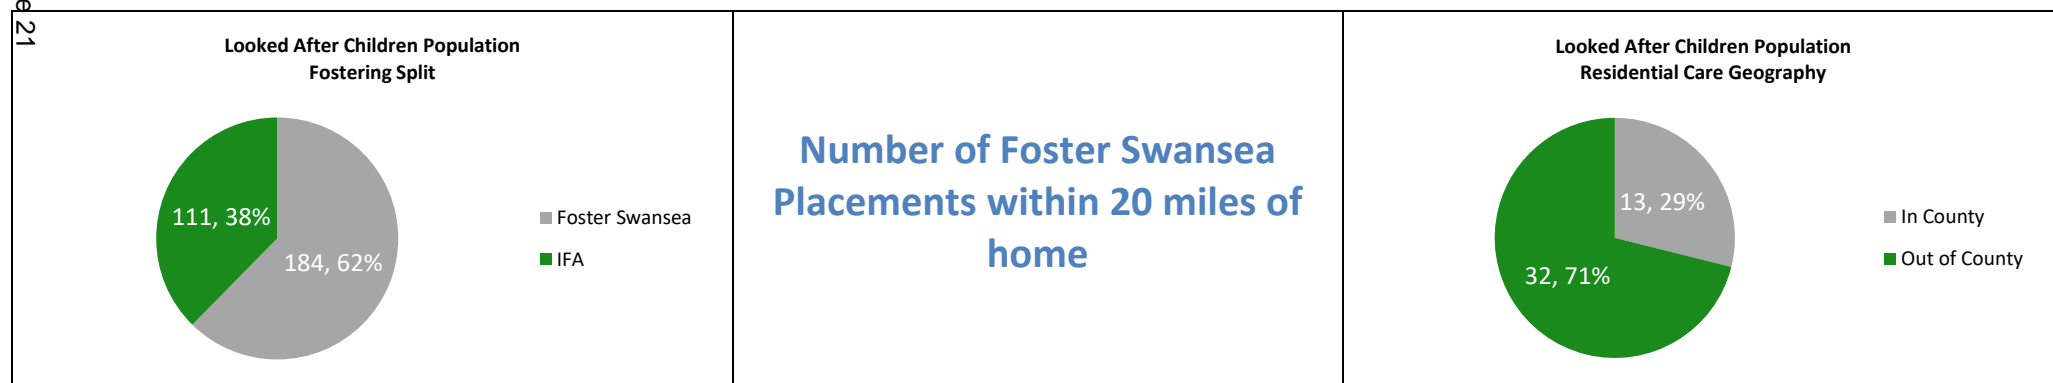 e 21
Looked After Children Population
Fostering Split
111, 38%
184, 62%
Foster Swansea
IFA
Number of Foster Swansea
Placements within 20 miles of
home
Looked After Children Population
Residential Care Geography
13, 29%
32, 71%
In County
Out of County